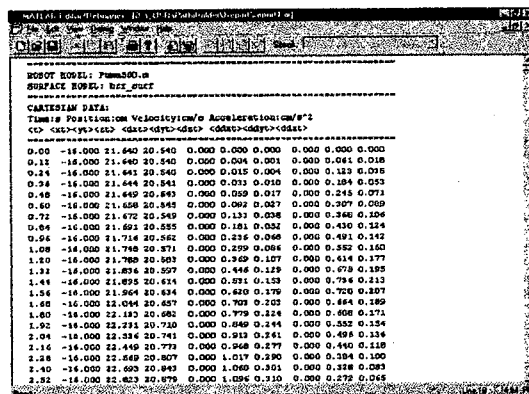 MATLAB Editor/Debugger
File Edit View Debug Window Help
ROBOT MODEL: Puma560.m
SURFACE MODEL: bcr_surf
CARTESIAN DATA:
Time:s Position:cm Velocity:cm/s Acceleration:cm/s^2
<t> <xt><yt><zt> <dxt><dyt><dzt> <ddxt><ddyt><ddzt>
0.00 -16.000 21.640 20.540 0.000 0.000 0.000 0.000 0.000 0.000
0.12 -16.000 21.640 20.540 0.000 0.004 0.001 0.000 0.061 0.018
0.24 -16.000 21.641 20.540 0.000 0.015 0.004 0.000 0.123 0.035
0.36 -16.000 21.644 20.541 0.000 0.033 0.010 0.000 0.184 0.053
0.48 -16.000 21.649 20.543 0.000 0.059 0.017 0.000 0.245 0.073
0.60 -16.000 21.658 20.545 0.000 0.092 0.027 0.000 0.307 0.089
0.72 -16.000 21.672 20.549 0.000 0.133 0.038 0.000 0.368 0.106
0.84 -16.000 21.691 20.555 0.000 0.181 0.052 0.000 0.430 0.124
0.96 -16.000 21.716 20.562 0.000 0.236 0.068 0.000 0.491 0.142
1.08 -16.000 21.748 20.571 0.000 0.299 0.086 0.000 0.552 0.160
1.20 -16.000 21.788 20.583 0.000 0.369 0.107 0.000 0.614 0.177
1.32 -16.000 21.836 20.597 0.000 0.446 0.129 0.000 0.675 0.195
1.44 -16.000 21.895 20.614 0.000 0.531 0.153 0.000 0.736 0.213
1.56 -16.000 21.964 20.634 0.000 0.620 0.179 0.000 0.720 0.207
1.68 -16.000 22.044 20.657 0.000 0.703 0.203 0.000 0.664 0.189
1.80 -16.000 22.133 20.682 0.000 0.779 0.224 0.000 0.608 0.171
1.92 -16.000 22.231 20.710 0.000 0.849 0.244 0.000 0.552 0.154
2.04 -16.000 22.336 20.741 0.000 0.912 0.261 0.000 0.496 0.136
2.16 -16.000 22.449 20.773 0.000 0.968 0.277 0.000 0.440 0.118
2.28 -16.000 22.569 20.807 0.000 1.017 0.290 0.000 0.384 0.100
2.40 -16.000 22.693 20.843 0.000 1.060 0.301 0.000 0.328 0.083
2.52 -16.000 22.823 20.879 0.000 1.096 0.310 0.000 0.272 0.065